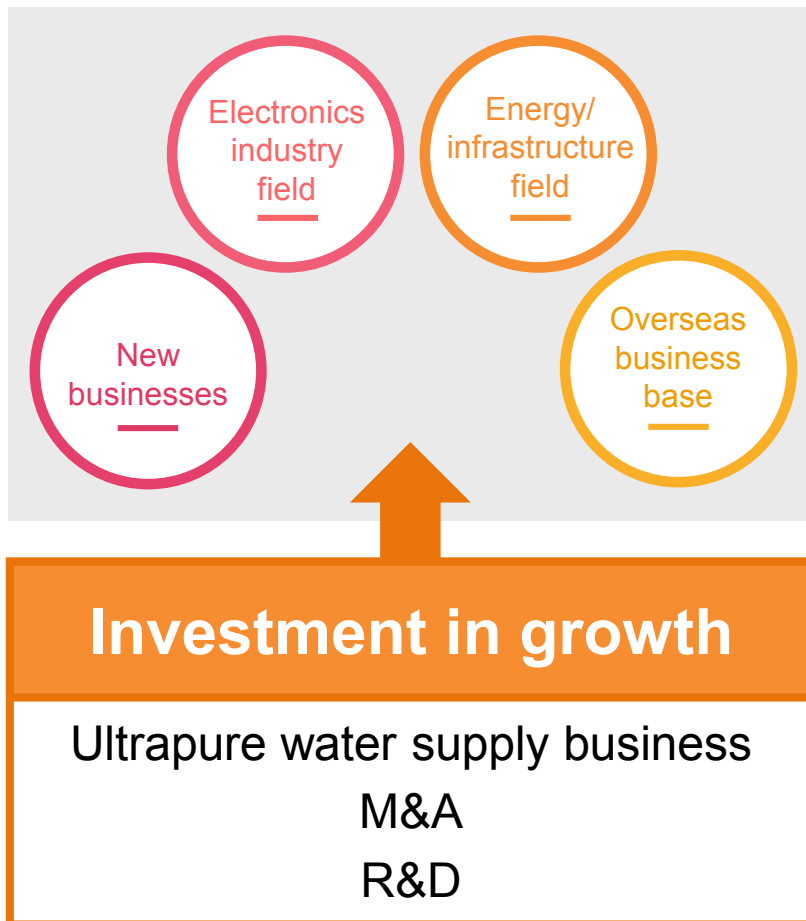 Electronics
industry
field
Energy/
infrastructure
field
New
businesses
Overseas
business
base
Investment in growth
Ultrapure water supply business
M&A
R&D